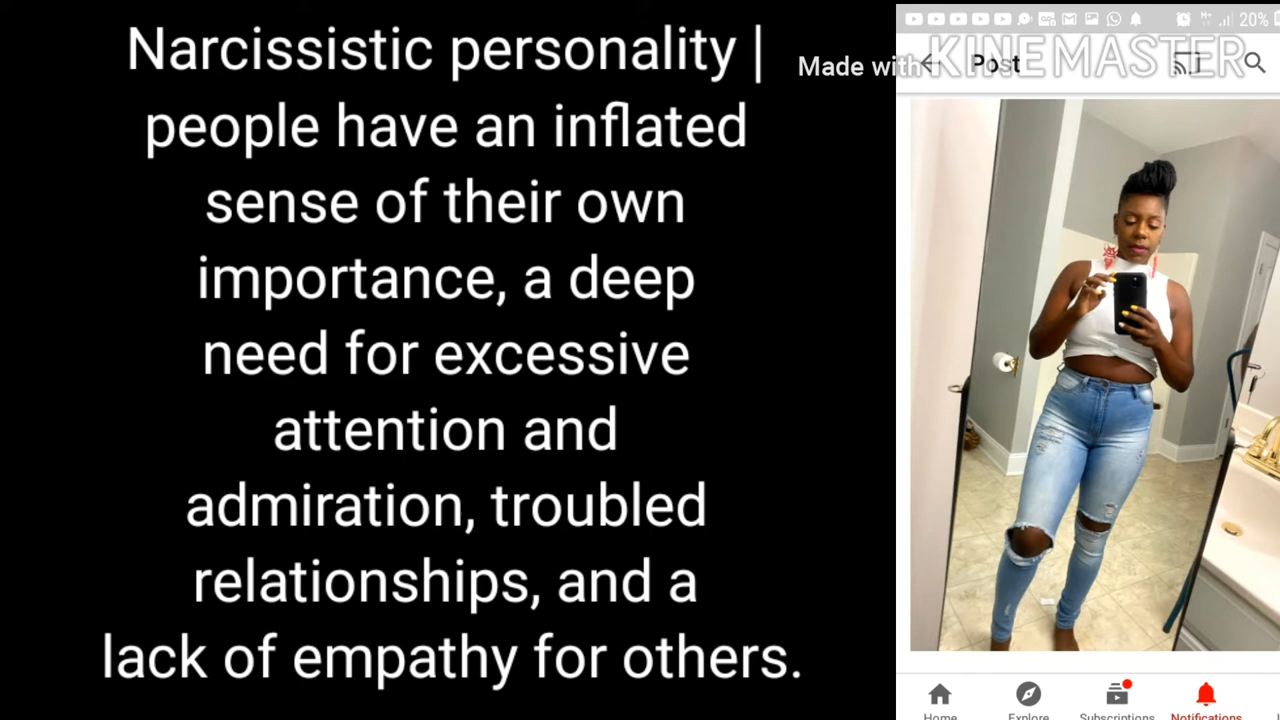 Narcissistic personality |
people have an inflated
sense of their own
importance, a deep
need for excessive
attention and
admiration, troubled
relationships, and a
lack of empathy for others.
20%
Made with KINEMASTER
Post
Home
Explore
Subscriptions
Notifications